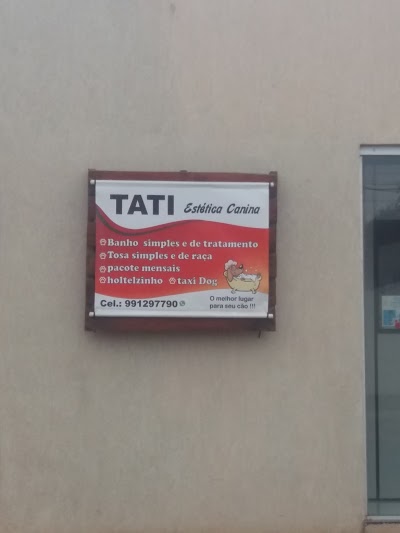 TATI Estética Canina
Banho simples e de tratamento
Tosa simples e de raça
pacote mensais
holtelzinho taxi Dog
Cel.: 991297790
O melhor lugar
para seu cão !!!